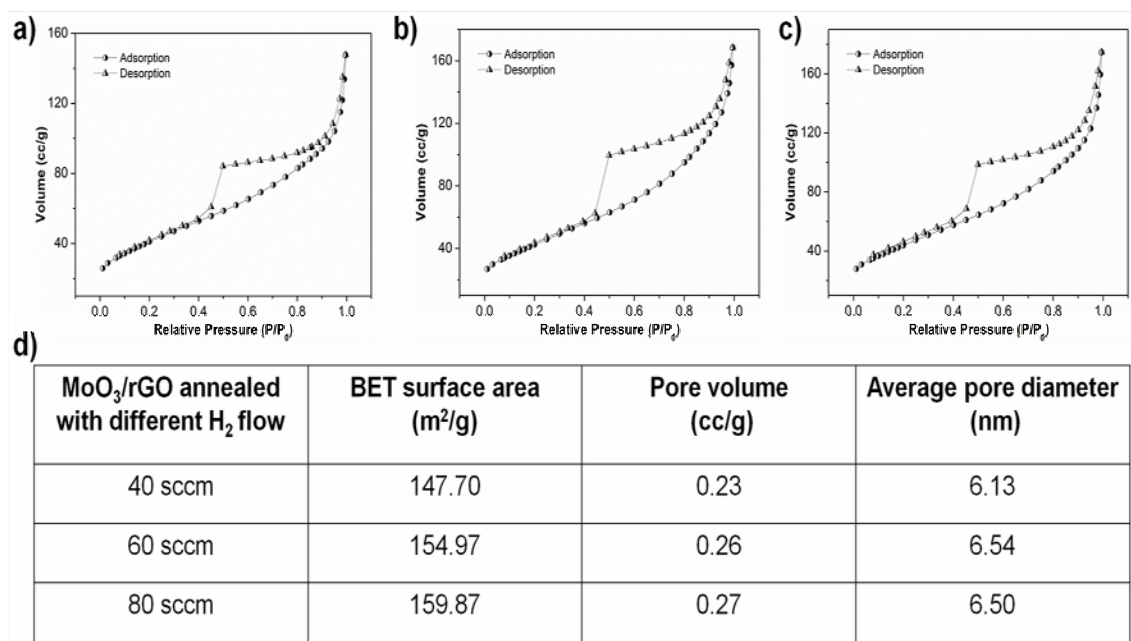 a)
160
120
80
40
Volume (cc/g)
Adsorption
Desorption
0.0 0.2 0.4 0.6 0.8 1.0
Relative Pressure (P/P₀)
b)
160
120
80
40
0
Volume (cc/g)
Adsorption
Desorption
0.0 0.2 0.4 0.6 0.8 1.0
Relative Pressure (P/P₀)
c)
160
120
80
40
0
Volume (cc/g)
Adsorption
Desorption
0.0 0.2 0.4 0.6 0.8 1.0
Relative Pressure (P/P₀)
d)
MoO₃/rGO annealed
with different H₂ flow
BET surface area
(m²/g)
Pore volume
(cc/g)
Average pore diameter
(nm)
40 sccm 147.70 0.23 6.13
60 sccm 154.97 0.26 6.54
80 sccm 159.87 0.27 6.50